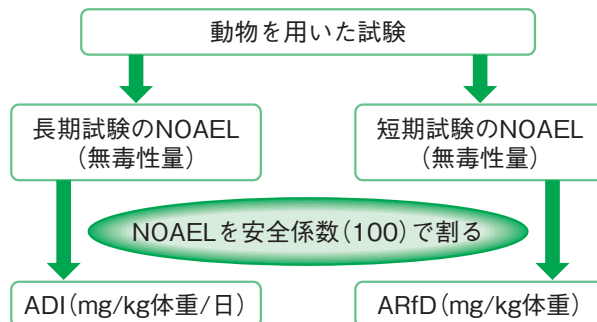 動物を用いた試験
長期試験のNOAEL
（無毒性量）
短期試験のNOAEL
（無毒性量）
NOAELを安全係数（100）で割る
ADI（mg/kg体重/日）
ARfD（mg/kg体重）